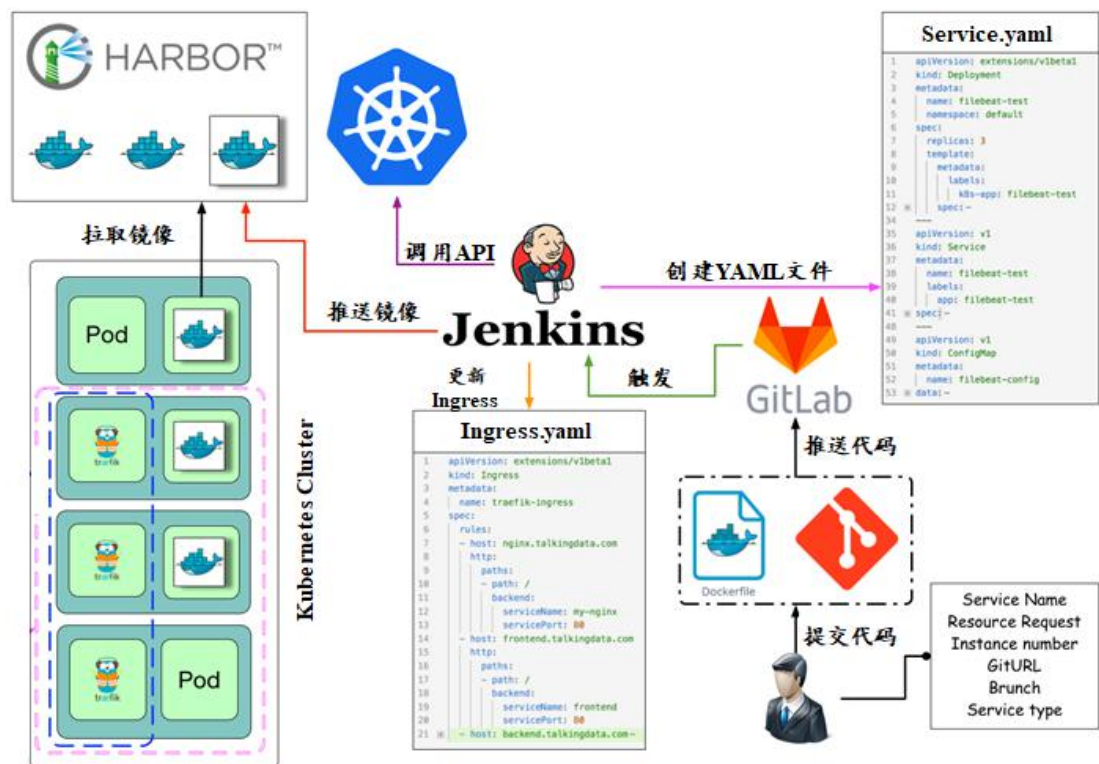 HARBOR™
拉取镜像
调用API
推送镜像
Jenkins
创建YAML文件
触发
GitLab
更新
Ingress
推送代码
Dockerfile
提交代码
Service Name
Resource Request
Instance number
GitURL
Brunch
Service type
Kubernetes Cluster
Pod
træfik
træfik
træfik
Pod
Service.yaml
1 apiVersion: extensions/v1beta1
2 kind: Deployment
3 metadata:
4 name: filebeat-test
5 namespace: default
6 spec:
7 replicas: 3
8 template:
9 metadata:
10 labels:
11 k8s-app: filebeat-test
12 spec:
34 ---
35 apiVersion: v1
36 kind: Service
37 metadata:
38 name: filebeat-test
39 labels:
40 app: filebeat-test
41 spec:
48 ---
49 apiVersion: v1
50 kind: ConfigMap
51 metadata:
52 name: filebeat-config
53 data:
Ingress.yaml
1 apiVersion: extensions/v1beta1
2 kind: Ingress
3 metadata:
4 name: traefik-ingress
5 spec:
6 rules:
7 - host: nginx.talkingdata.com
8 http:
9 paths:
10 - path: /
11 backend:
12 serviceName: my-nginx
13 servicePort: 80
14 - host: frontend.talkingdata.com
15 http:
16 paths:
17 - path: /
18 backend:
19 serviceName: frontend
20 servicePort: 80
21 - host: backend.talkingdata.com